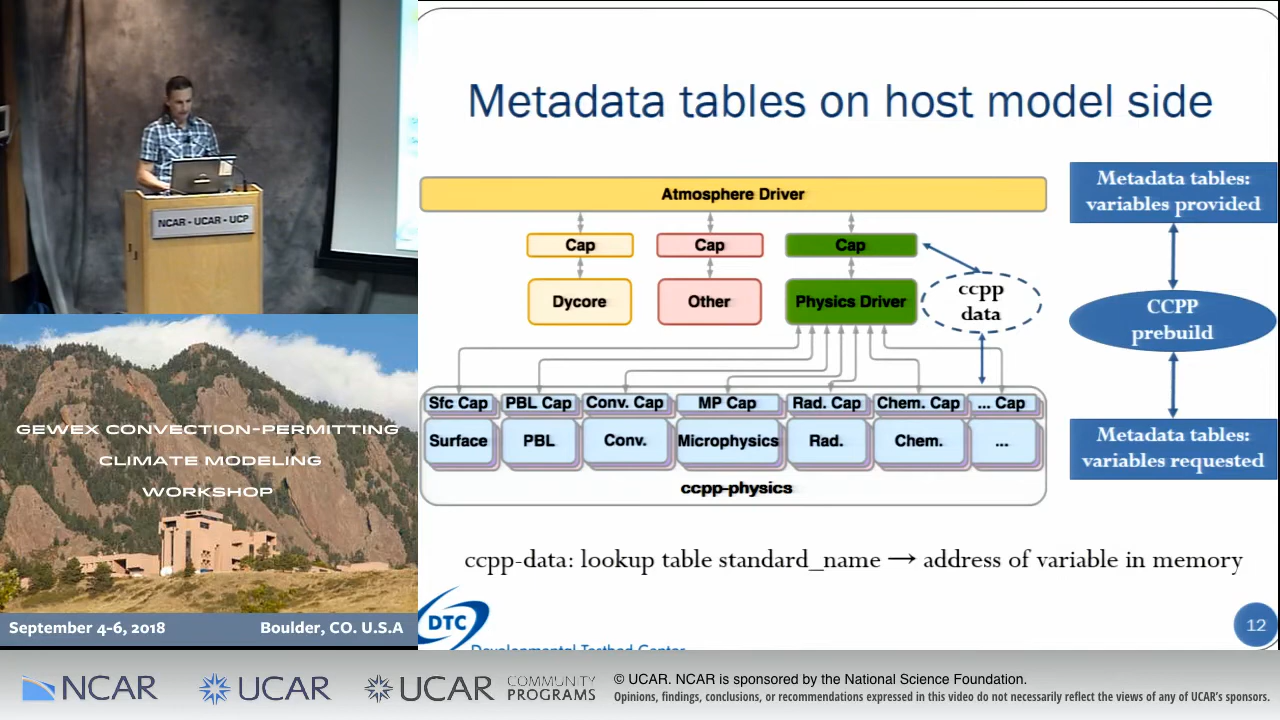 Metadata tables on host model side
Atmosphere Driver
Cap
Cap
Cap
Dycore
Other
Physics Driver
ccpp
data
Metadata tables:
variables provided
CCPP
prebuild
Metadata tables:
variables requested
Sfc Cap
PBL Cap
Conv. Cap
MP Cap
Rad. Cap
Chem. Cap
... Cap
Surface
PBL
Conv.
Microphysics
Rad.
Chem.
...
ccpp-physics
ccpp-data: lookup table standard_name → address of variable in memory
DTC
Developmental Testbed Center
12
NCAR - UCAR - UCP
GEWEX CONVECTION-PERMITTING
CLIMATE MODELING
WORKSHOP
September 4-6, 2018
Boulder, CO. U.S.A
NCAR
UCAR
UCAR
COMMUNITY
PROGRAMS
© UCAR. NCAR is sponsored by the National Science Foundation.
Opinions, findings, conclusions, or recommendations expressed in this video do not necessarily reflect the views of any of UCAR's sponsors.